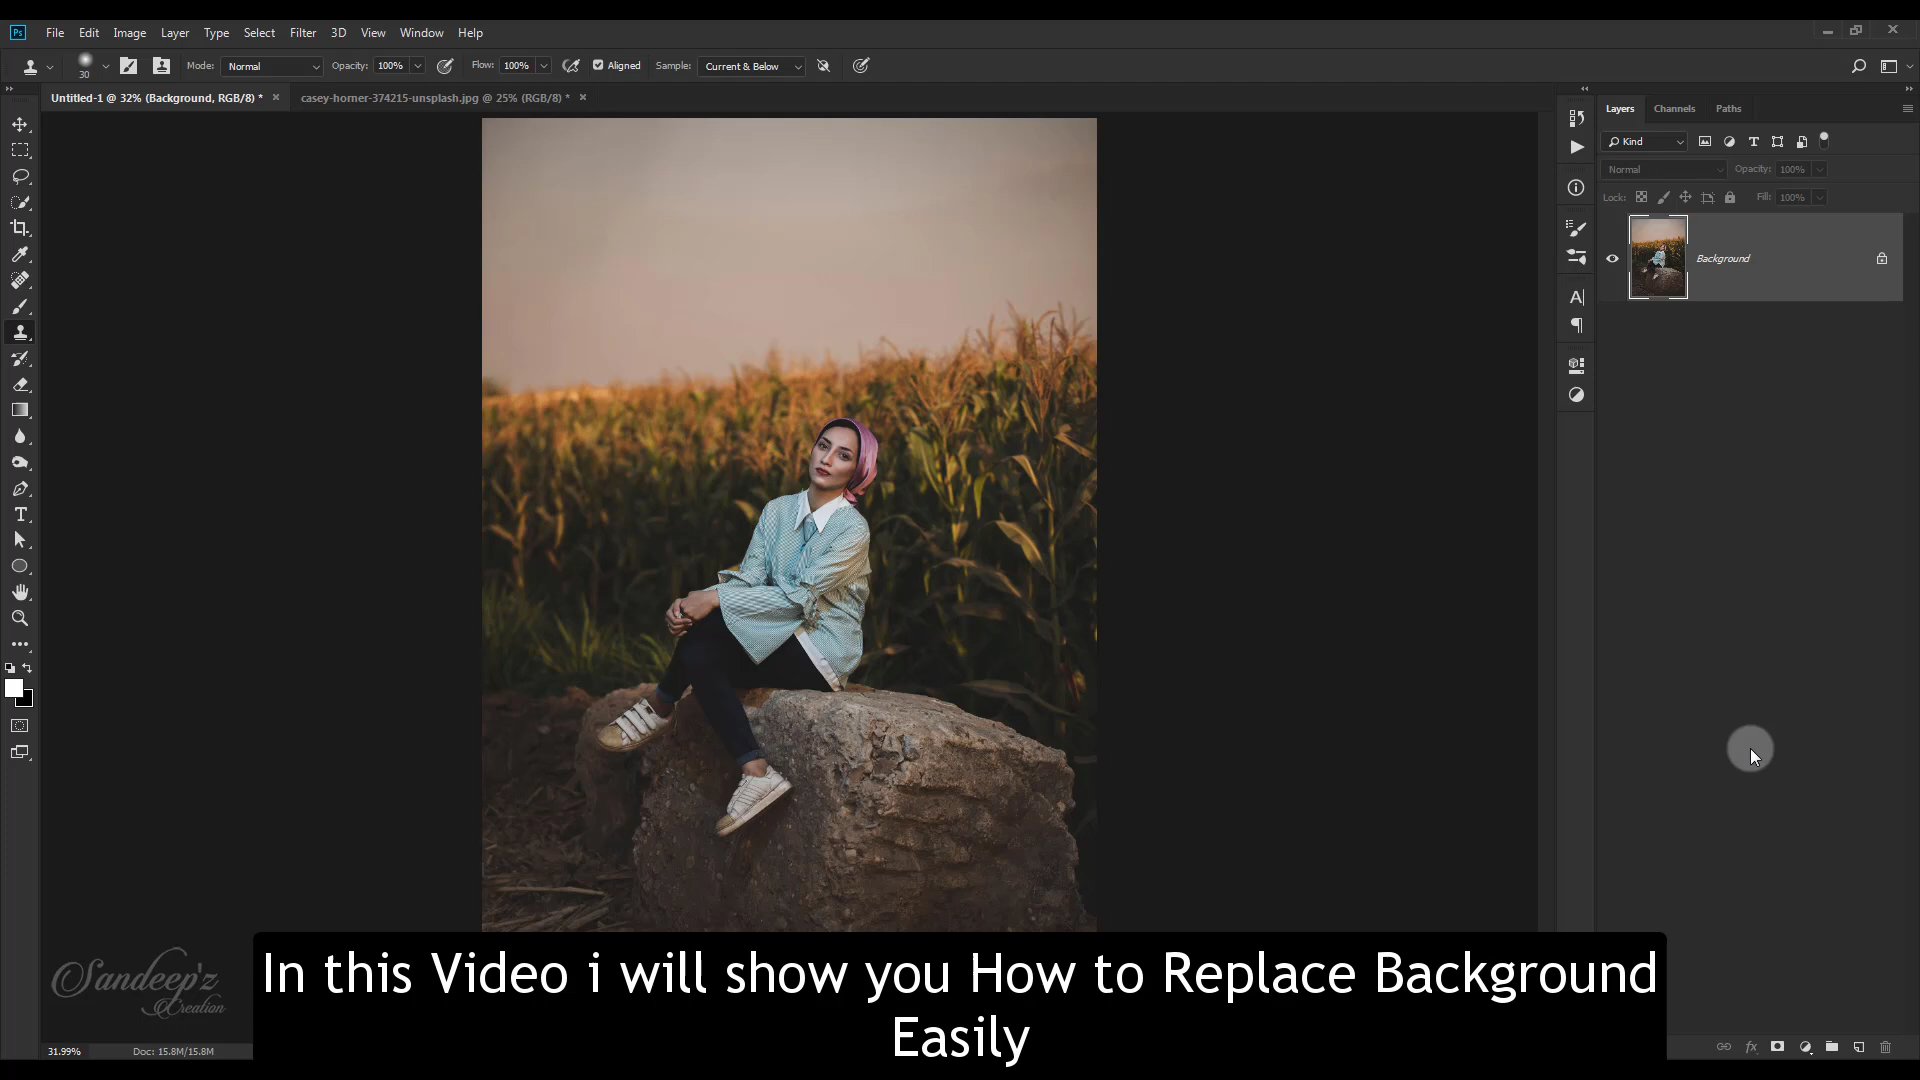 Ps File Edit Image Layer Type Select Filter 3D View Window Help
30 Mode: Normal Opacity: 100% Flow: 100% Aligned Sample: Current & Below
Untitled-1 @ 32% (Background, RGB/8) * × casey-horner-374215-unsplash.jpg @ 25% (RGB/8) * ×
Layers Channels Paths
Kind
Normal Opacity: 100%
Lock: Fill: 100%
Background
Sandeep'z
Creation
In this Video i will show you How to Replace Background
Easily
31.99% Doc: 15.8M/15.8M
fx